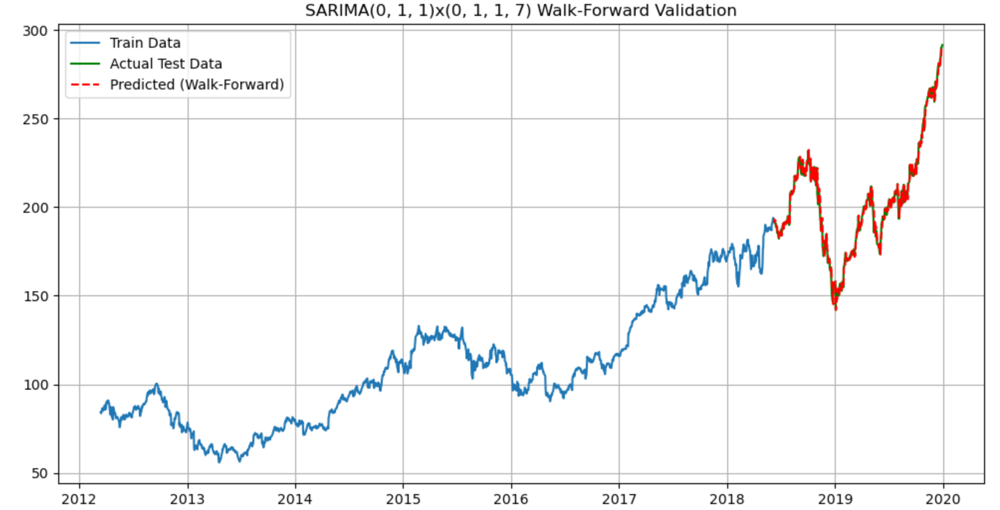 SARIMA(0, 1, 1)x(0, 1, 1, 7) Walk-Forward Validation
300
Train Data
Actual Test Data
Predicted (Walk-Forward)
250
200
150
100
50
2012 2013 2014 2015 2016 2017 2018 2019 2020